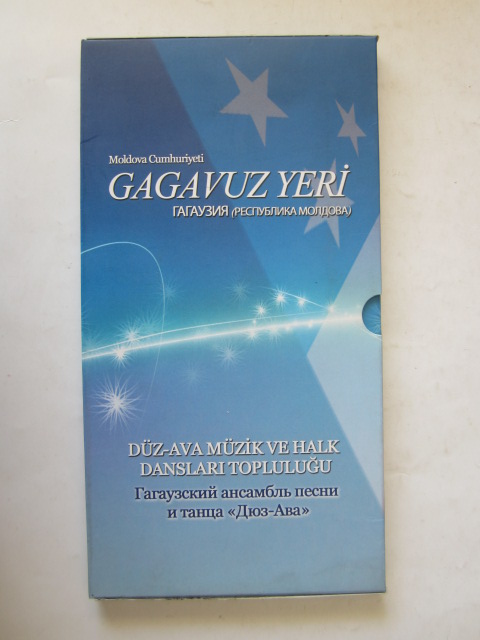 Moldova Cumhuriyeti
GAGAVUZ YERİ
ГАГАУЗИЯ (РЕСПУБЛИКА МОЛДОВА)
DÜZ-AVA MÜZİK VE HALK
DANSLARI TOPLULUĞU
Гагаузский ансамбль песни
и танца «Дюз-Ава»